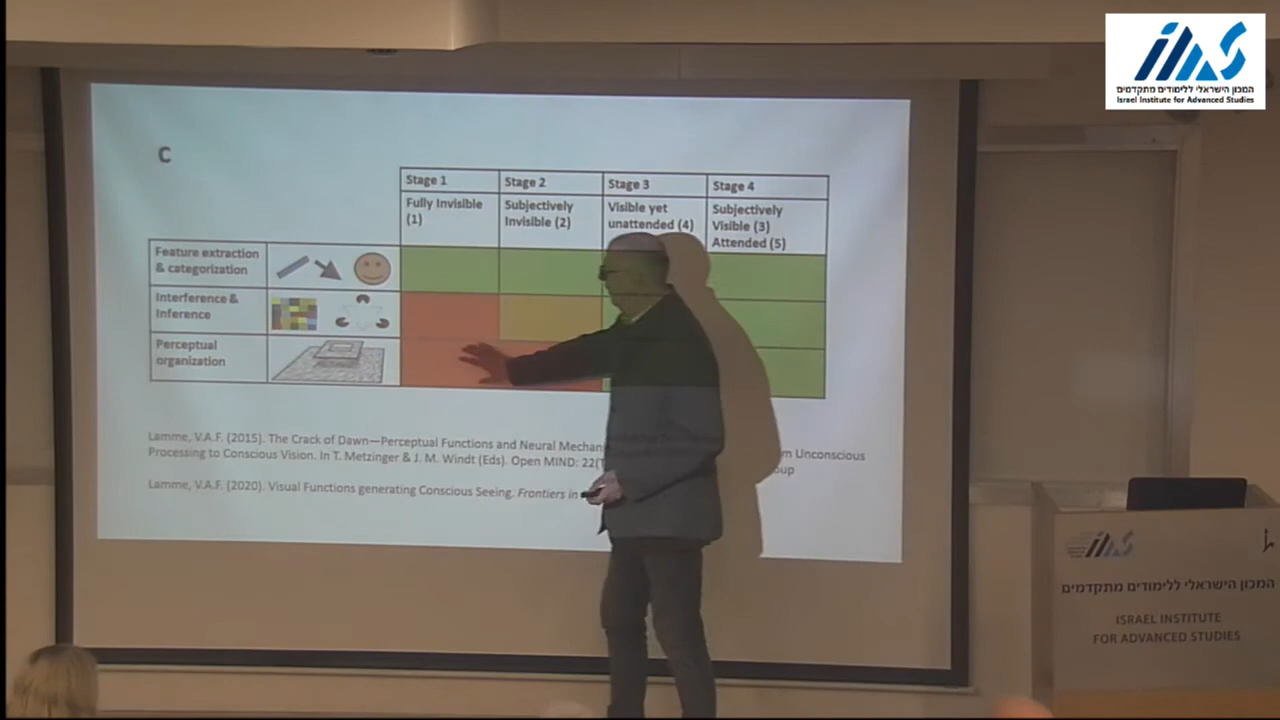 המכון הישראלי ללימודים מתקדמים
Israel Institute for Advanced Studies
C
Stage 1
Stage 2
Stage 3
Stage 4
Fully Invisible
(1)
Subjectively
Invisible (2)
Visible yet
unattended (4)
Subjectively
Visible (3)
Attended (5)
Feature extraction
& categorization
Interference &
Inference
Perceptual
organization
Lamme, V.A.F. (2015). The Crack of Dawn—Perceptual Functions and Neural Unconscious
Processing to Conscious Vision. In T. Metzinger & J. M. Windt (Eds). Open MIND:
Lamme, V.A.F. (2020). Visual Functions generating Conscious Seeing. Frontiers in
המכון הישראלי ללימודים מתקדמים
ISRAEL INSTITUTE
FOR ADVANCED STUDIES